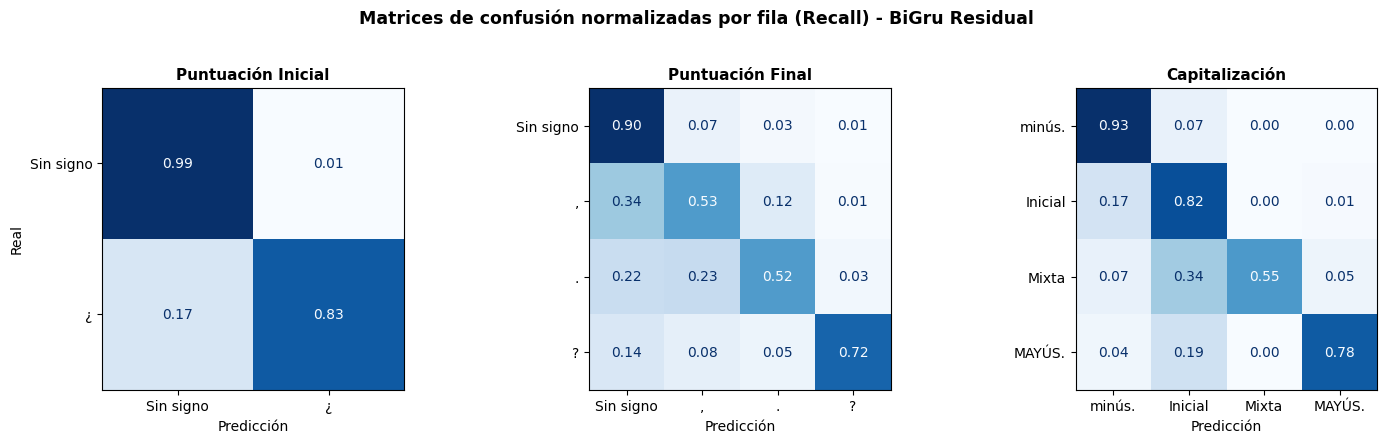 Matrices de confusión normalizadas por fila (Recall) - BiGru Residual
Puntuación Inicial
Real
Sin signo
0.99 0.01
¿
0.17 0.83
Sin signo ¿
Predicción
Puntuación Final
Sin signo 0.90 0.07 0.03 0.01
, 0.34 0.53 0.12 0.01
. 0.22 0.23 0.52 0.03
? 0.14 0.08 0.05 0.72
Sin signo , . ?
Predicción
Capitalización
minús. 0.93 0.07 0.00 0.00
Inicial 0.17 0.82 0.00 0.01
Mixta 0.07 0.34 0.55 0.05
MAYÚS. 0.04 0.19 0.00 0.78
minús. Inicial Mixta MAYÚS.
Predicción